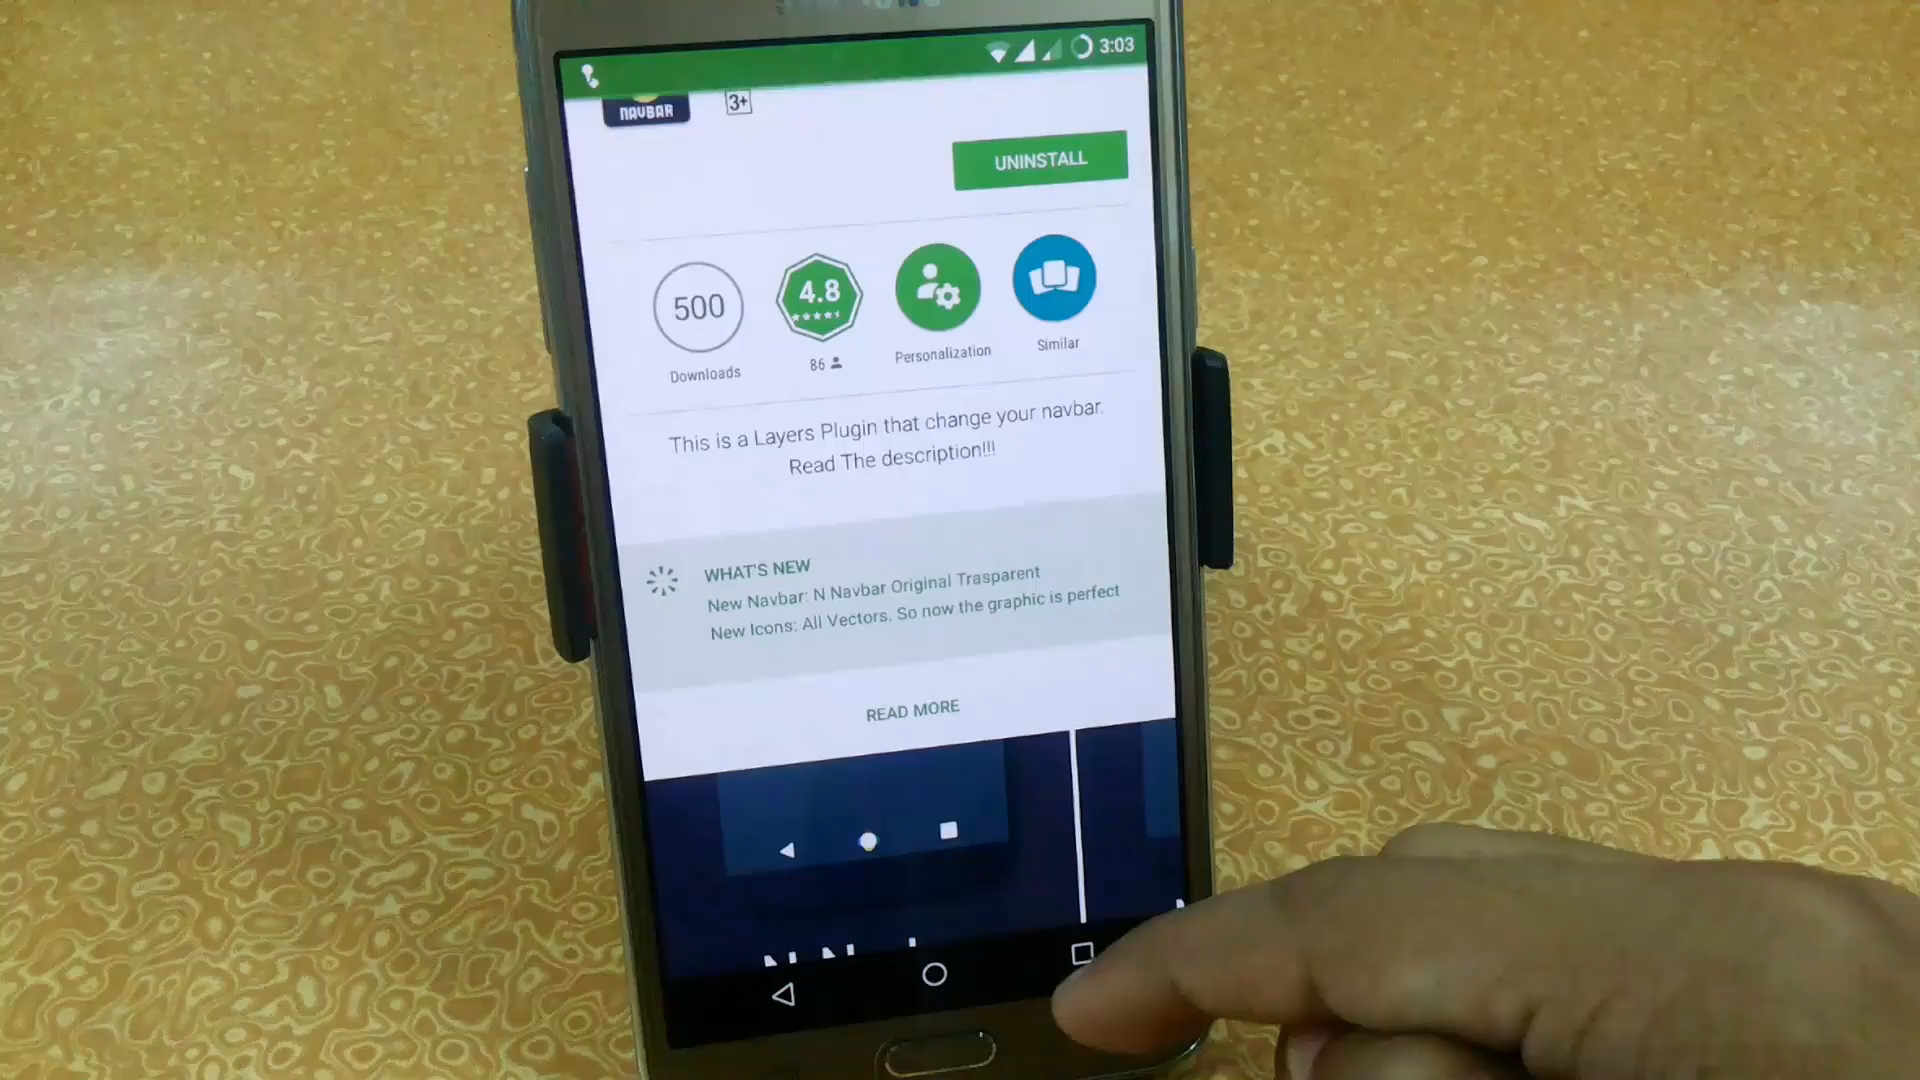 3:03
NAVBAR
3+
UNINSTALL
500
4.8
Downloads
86
Personalization
Similar
This is a Layers Plugin that change your navbar.
Read The description!!!
WHAT'S NEW
New Navbar: N Navbar Original Trasparent
New Icons: All Vectors. So now the graphic is perfect
READ MORE